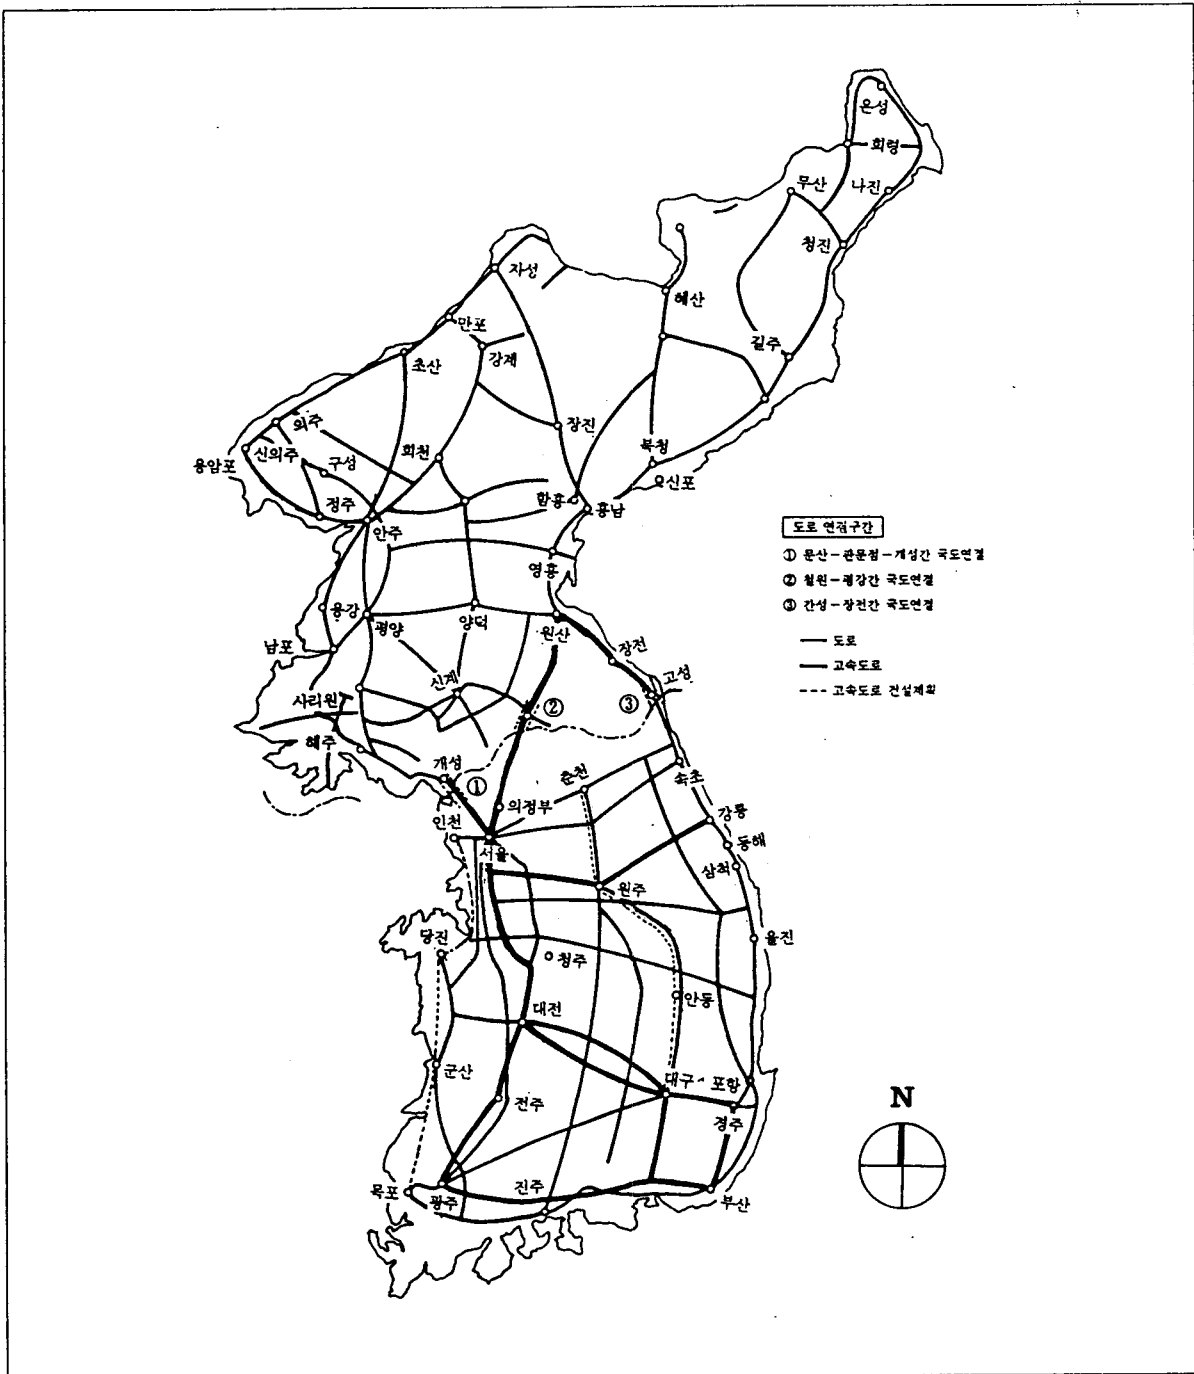 온성
회령
무산
나진
청진
자성
혜산
만포
강계
길주
초산
장진
의주
북청
희천
신의주
구성
용암포
신포
함흥
정주
흥남
안주
도로 연결구간
① 문산-판문점-개성간 국도연결
영흥
② 철원-평강간 국도연결
③ 간성-장전간 국도연결
용강
평양
양덕
원산
도로
남포
장전
고속도로
신계
고성
고속도로 건설계획
사리원
②
③
해주
개성
①
춘천
속초
의정부
강릉
인천
동해
서울
삼척
원주
당진
울진
청주
안동
대전
군산
대구
포항
전주
N
경주
목포
광주
진주
부산